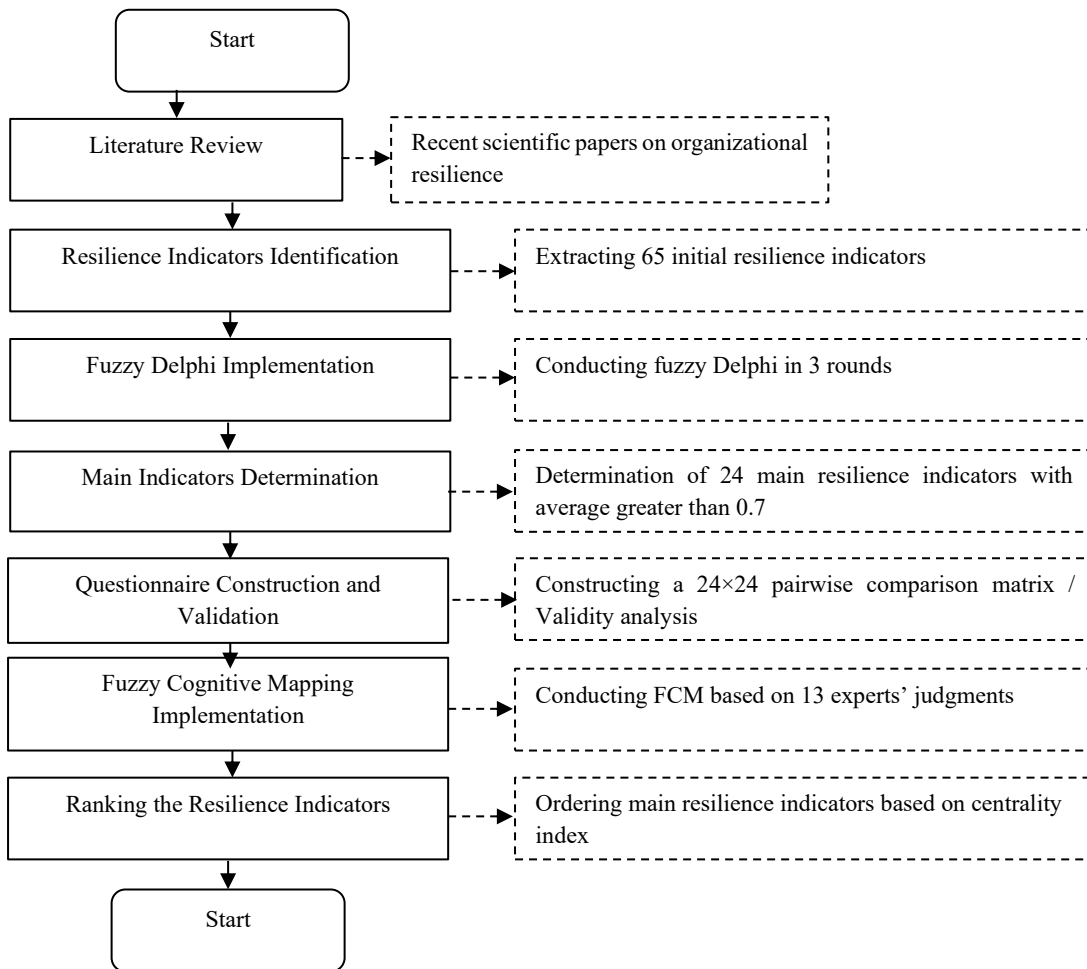 Start
Literature Review
Recent scientific papers on organizational
resilience
Resilience Indicators Identification
Extracting 65 initial resilience indicators
Fuzzy Delphi Implementation
Conducting fuzzy Delphi in 3 rounds
Main Indicators Determination
Determination of 24 main resilience indicators with
average greater than 0.7
Questionnaire Construction and
Validation
Constructing a 24×24 pairwise comparison matrix /
Validity analysis
Fuzzy Cognitive Mapping
Implementation
Conducting FCM based on 13 experts’ judgments
Ranking the Resilience Indicators
Ordering main resilience indicators based on centrality
index
Start